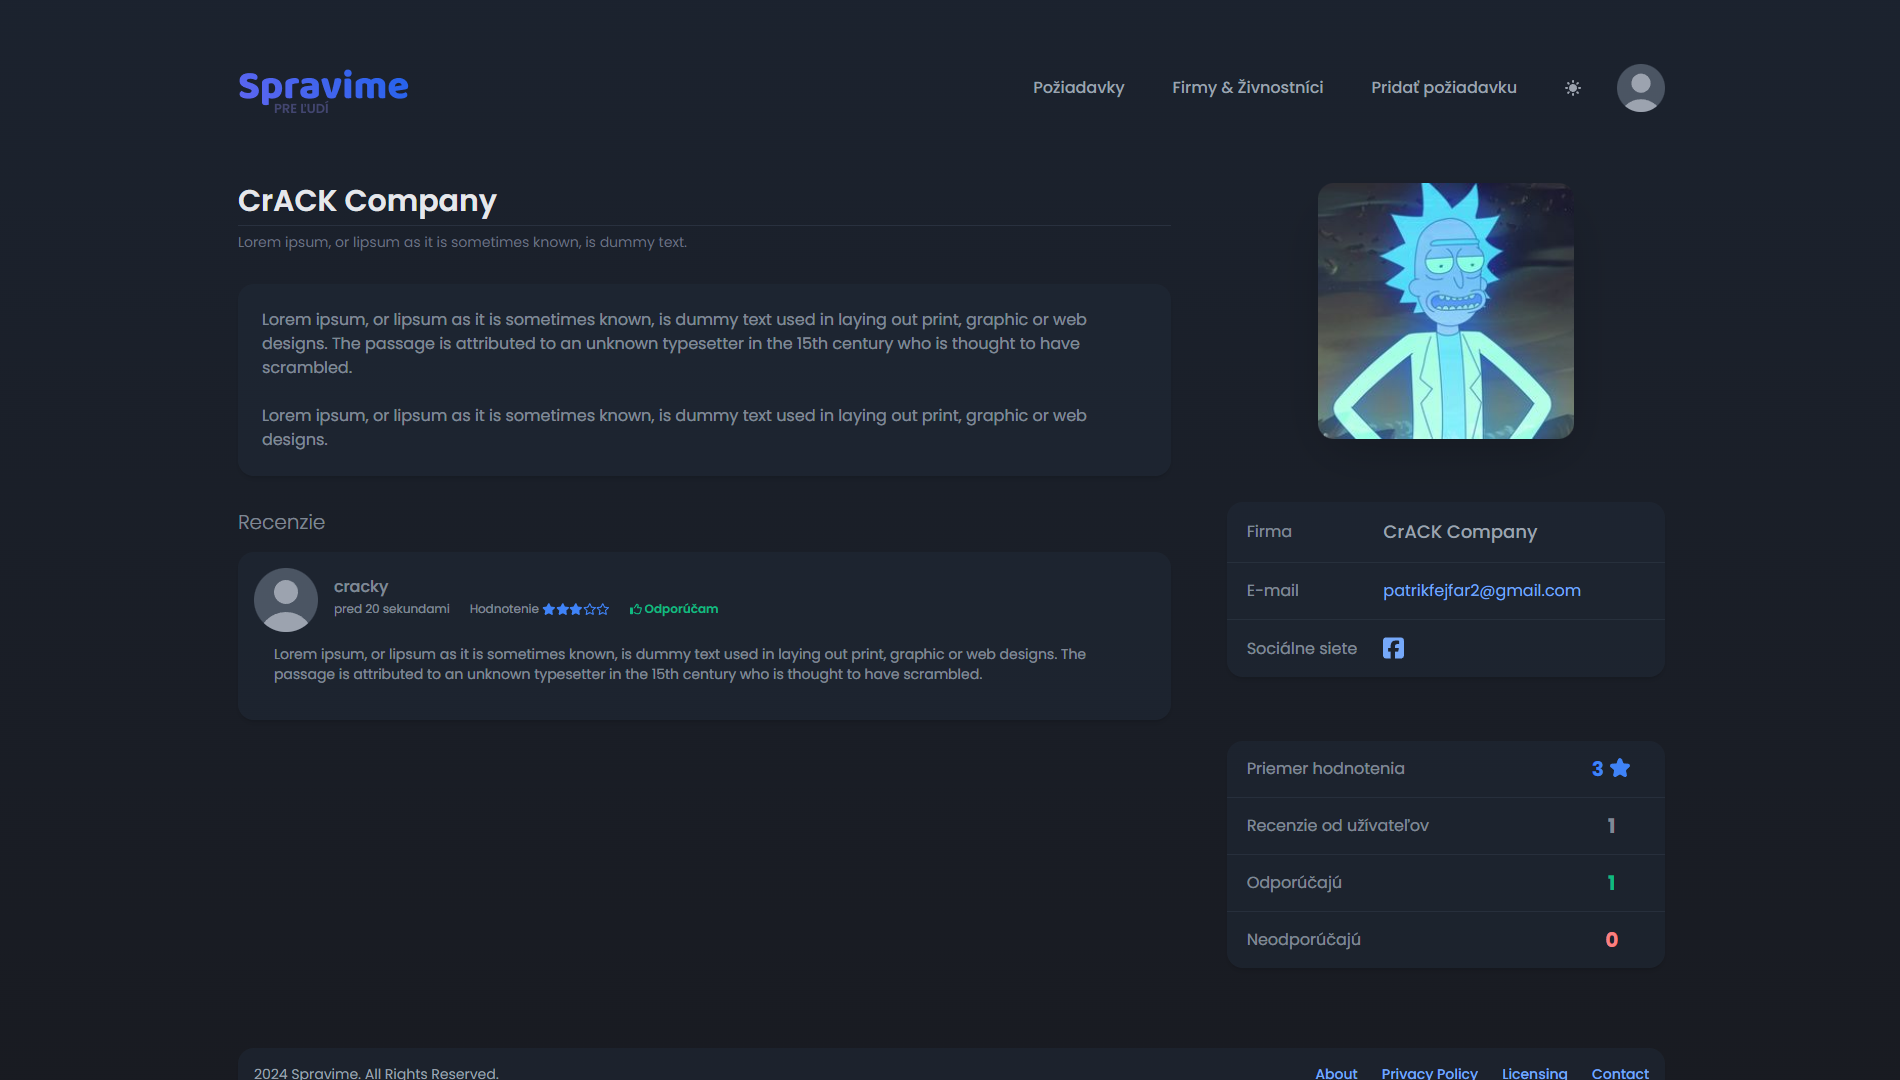 Spravime
PRE ĽUDÍ
Požiadavky
Firmy & Živnostníci
Pridať požiadavku
CrACK Company
Lorem ipsum, or lipsum as it is sometimes known, is dummy text.
Lorem ipsum, or lipsum as it is sometimes known, is dummy text used in laying out print, graphic or web
designs. The passage is attributed to an unknown typesetter in the 15th century who is thought to have
scrambled.
Lorem ipsum, or lipsum as it is sometimes known, is dummy text used in laying out print, graphic or web
designs.
Recenzie
cracky
pred 20 sekundami Hodnotenie Odporúčam
Lorem ipsum, or lipsum as it is sometimes known, is dummy text used in laying out print, graphic or web designs. The
passage is attributed to an unknown typesetter in the 15th century who is thought to have scrambled.
Firma CrACK Company
E-mail patrikfejfar2@gmail.com
Sociálne siete
Priemer hodnotenia 3
Recenzie od užívateľov 1
Odporúčajú 1
Neodporúčajú 0
2024 Spravime. All Rights Reserved.
About
Privacy Policy
Licensing
Contact